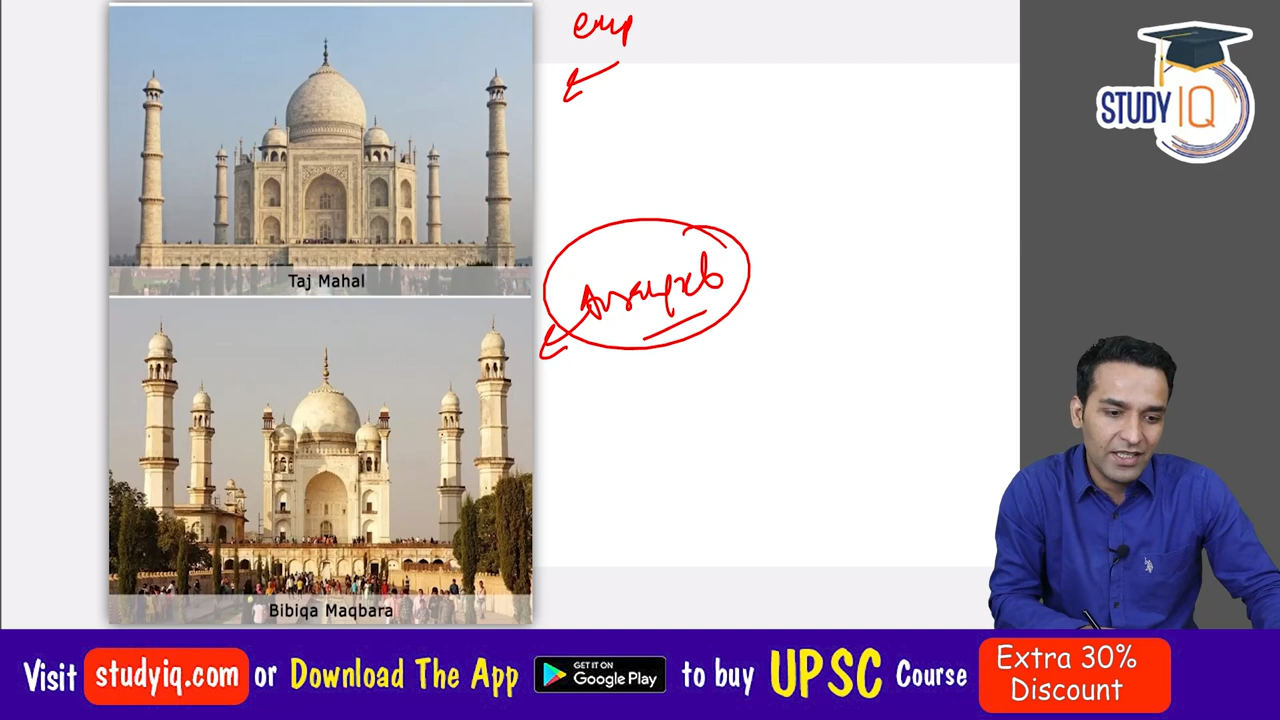 emp
STUDY IQ
Taj Mahal
Bibiqa Maqbara
Visit studyiq.com or Download The App GET IT ON Google Play to buy UPSC Course Extra 30% Discount